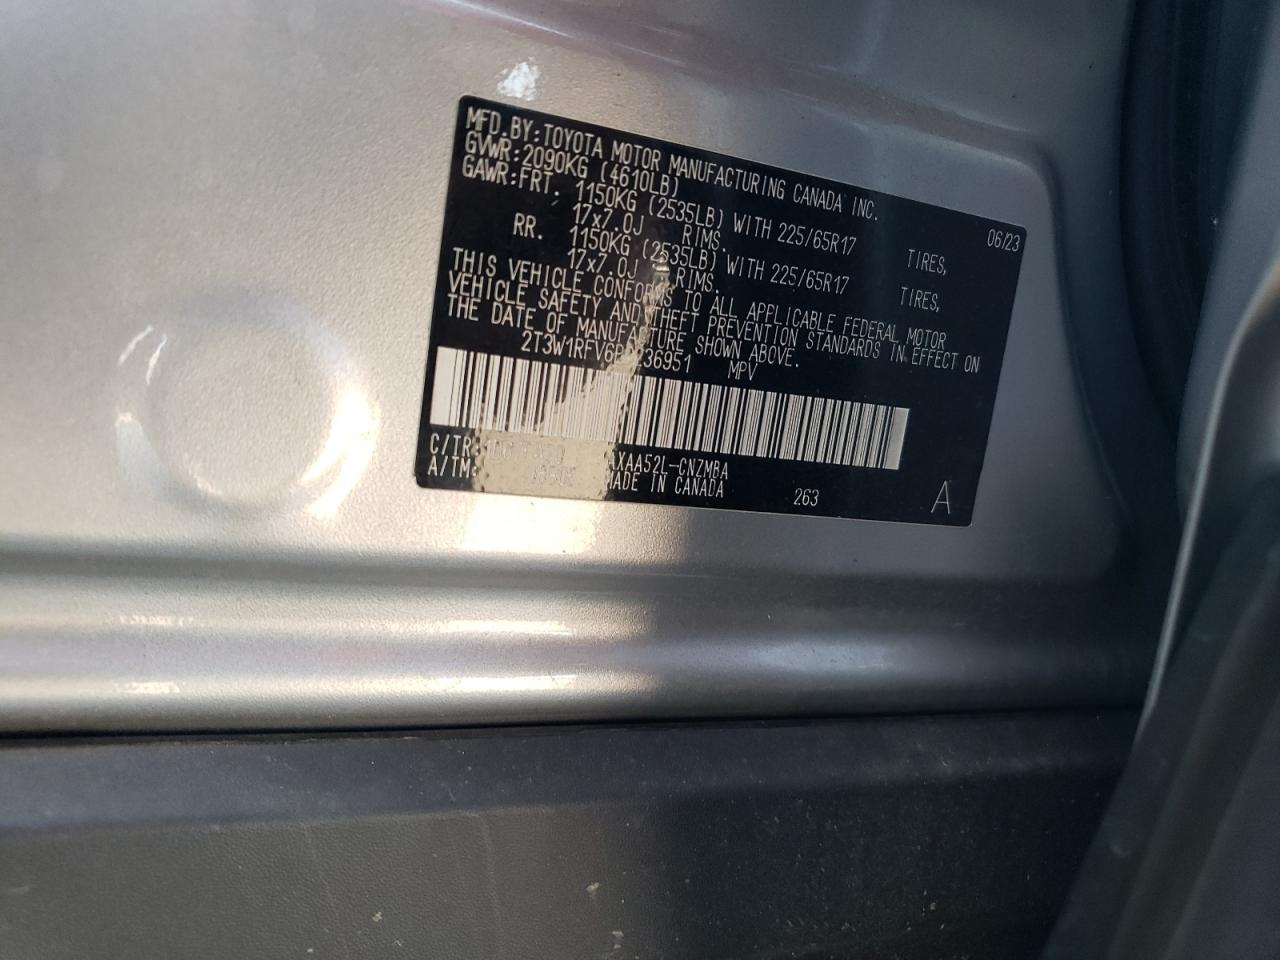 MFD.BY:TOYOTA MOTOR MANUFACTURING CANADA INC.
GVWR:2090KG (4610LB) 06/23
GAWR:FRT. 1150KG (2535LB) WITH 225/65R17 TIRES,
17x7.0J RIMS.
RR. 1150KG (2535LB) WITH 225/65R17 TIRES,
17x7.0J RIMS.
THIS VEHICLE CONFORMS TO ALL APPLICABLE FEDERAL MOTOR
VEHICLE SAFETY AND THEFT PREVENTION STANDARDS IN EFFECT ON
THE DATE OF MANUFACTURE SHOWN ABOVE.
MPV
C/TR: AXAA52L-CNZMBA
A/TM: MADE IN CANADA 263 A